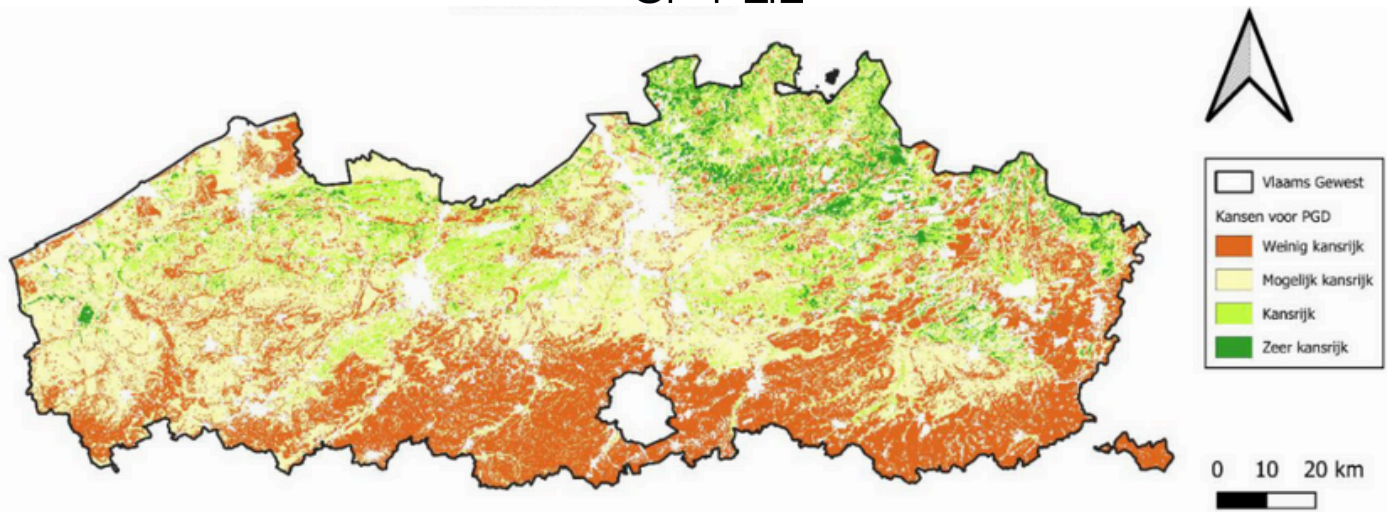 Vlaams Gewest
Kansen voor PGD
Weinig kansrijk
Mogelijk kansrijk
Kansrijk
Zeer kansrijk
0 10 20 km